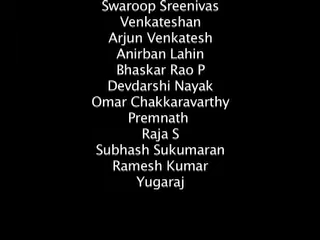 Swaroop Sreenivas
Venkateshan
Arjun Venkatesh
Anirban Lahin
Bhaskar Rao P
Devdarshi Nayak
Omar Chakkaravarthy
Premnath
Raja S
Subhash Sukumaran
Ramesh Kumar
Yugaraj